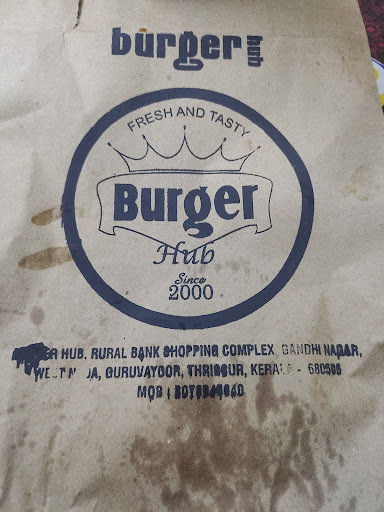 burger hub
FRESH AND TASTY
Burger
Hub
Since
2000
HUB, RURAL BANK SHOPPING COMPLEX, GANDHI NAGAR,
WEST GURUVAYOOR, THRISSUR, KERALA -
MOB :